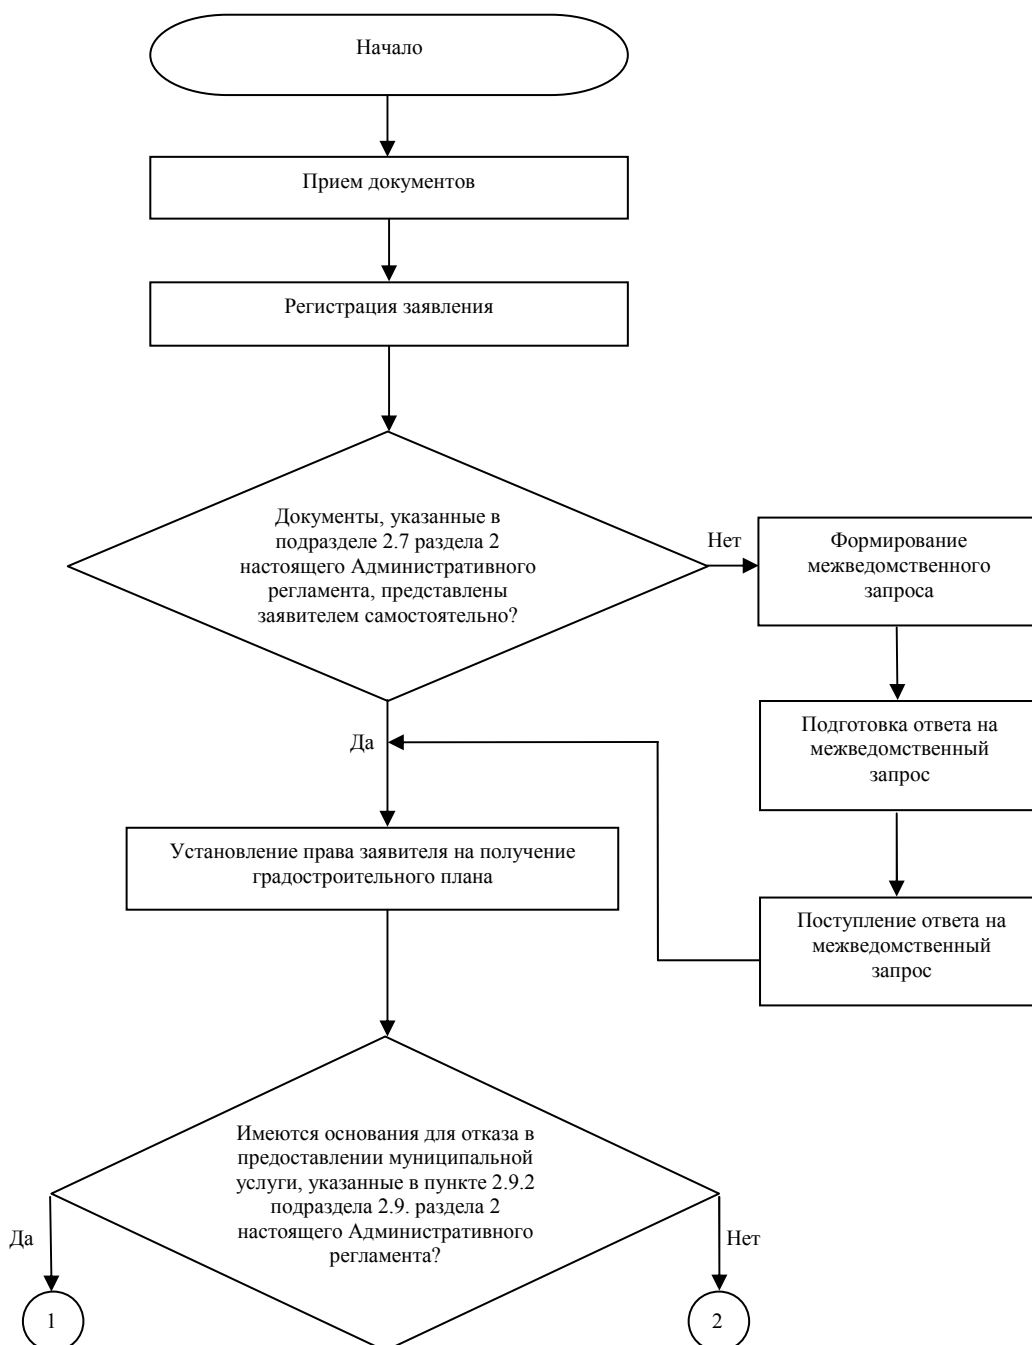 Начало
Прием документов
Регистрация заявления
Документы, указанные в
подразделе 2.7 раздела 2
настоящего Административного
регламента, представлены
заявителем самостоятельно?
Нет
Формирование
межведомственного
запроса
Подготовка ответа на
межведомственный
запрос
Да
Установление права заявителя на получение
градостроительного плана
Поступление ответа на
межведомственный
запрос
Имеются основания для отказа в
предоставлении муниципальной
услуги, указанные в пункте 2.9.2
подраздела 2.9. раздела 2
настоящего Административного
регламента?
Да
Нет
1
2